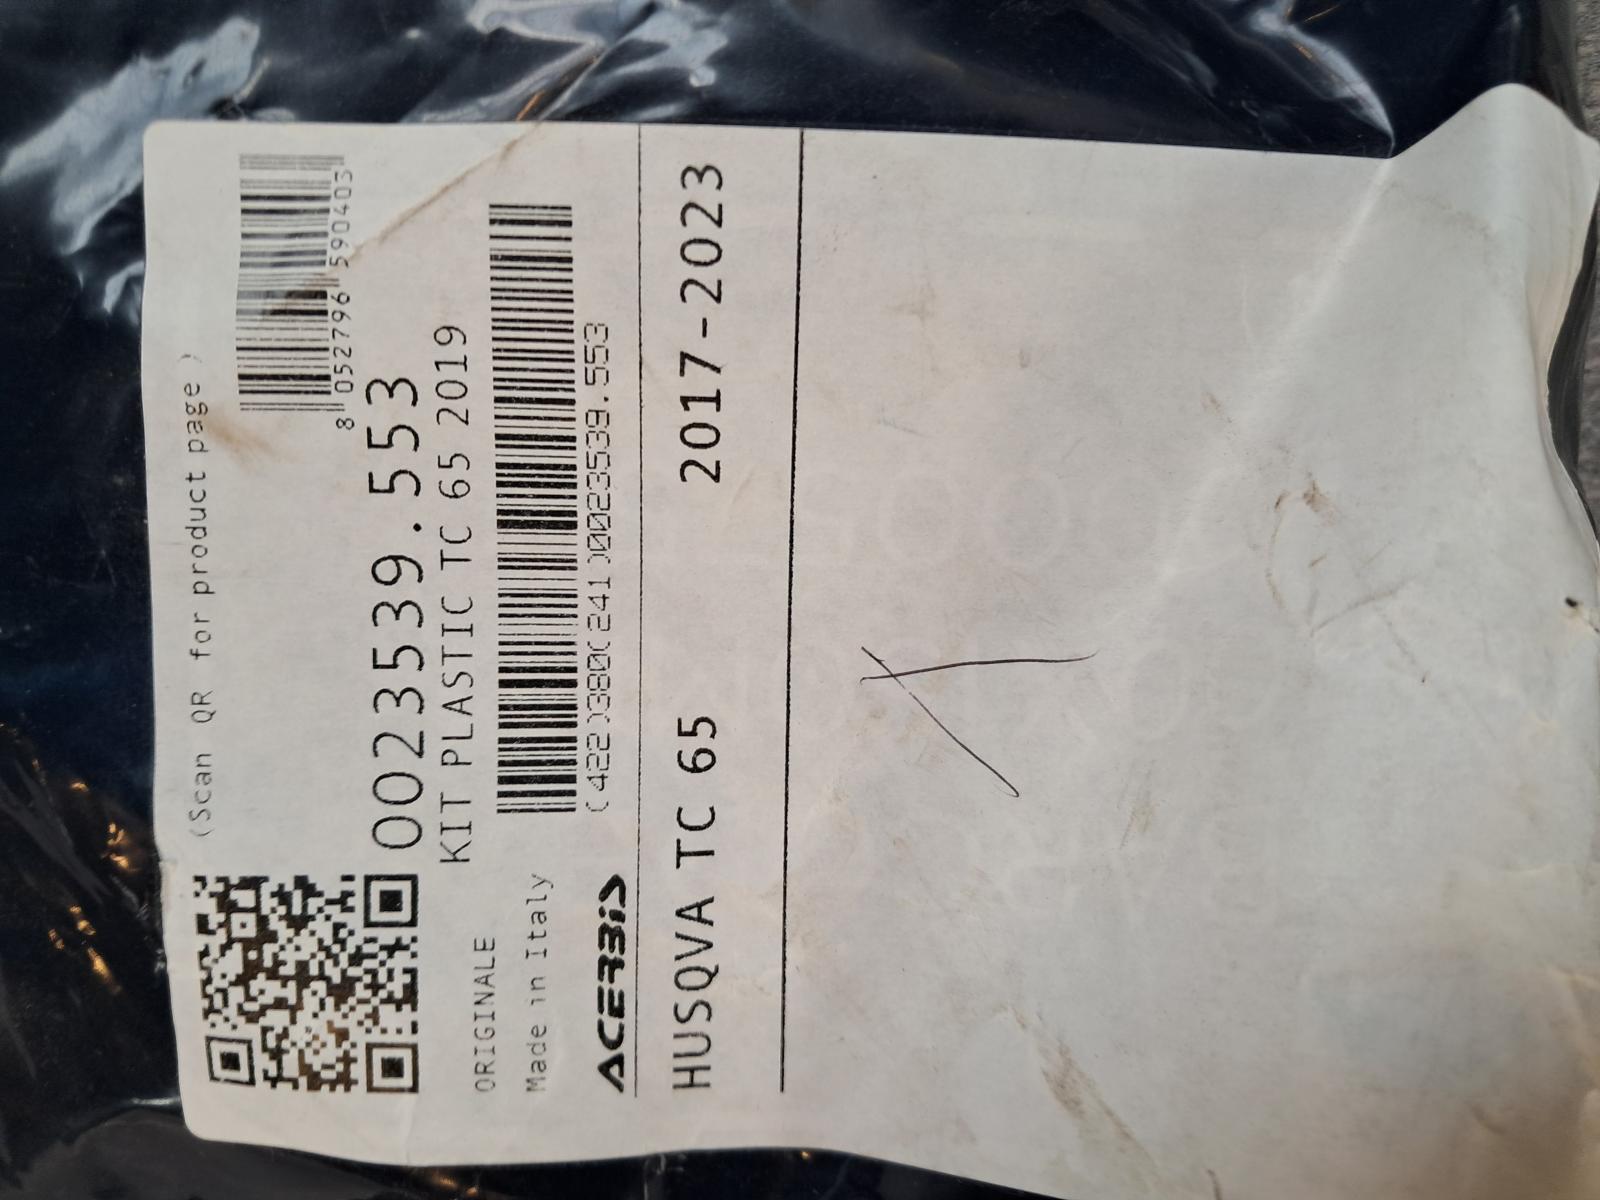 (Scan QR for product page )
8 052796 590403
0023539.553
KIT PLASTIC TC 65 2019
ORIGINALE
Made in Italy
(422)380(241)0023539.553
ACERBIS
HUSQVA TC 65 2017-2023